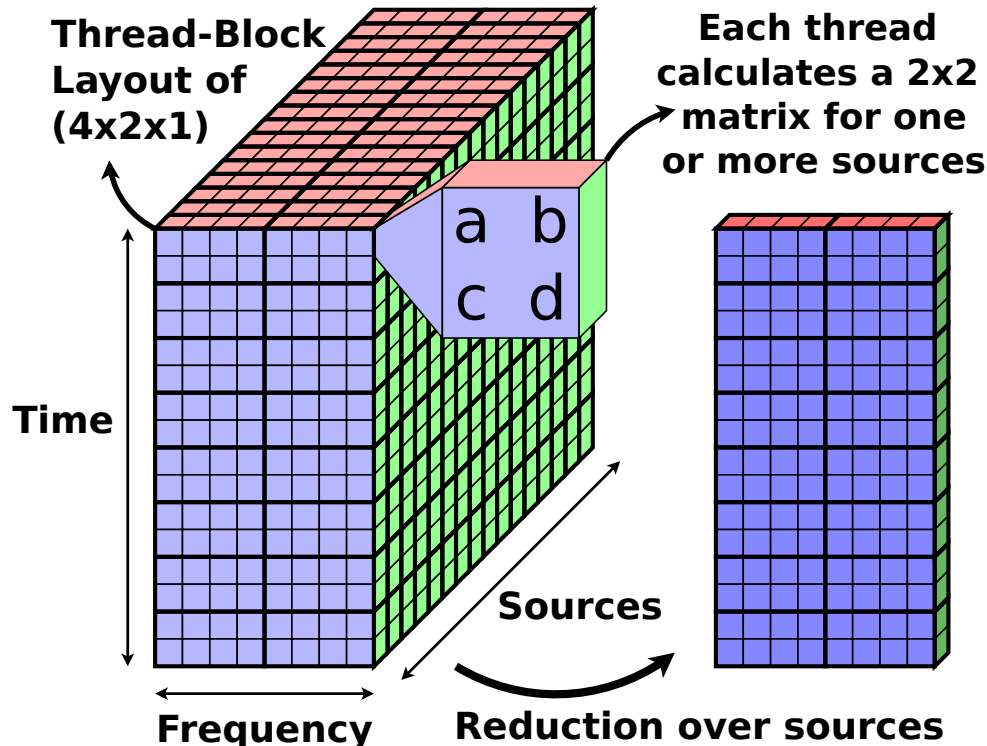 Thread-Block
Layout of
(4x2x1)
Each thread
calculates a 2x2
matrix for one
or more sources
a b
c d
Time
Sources
Frequency
Reduction over sources